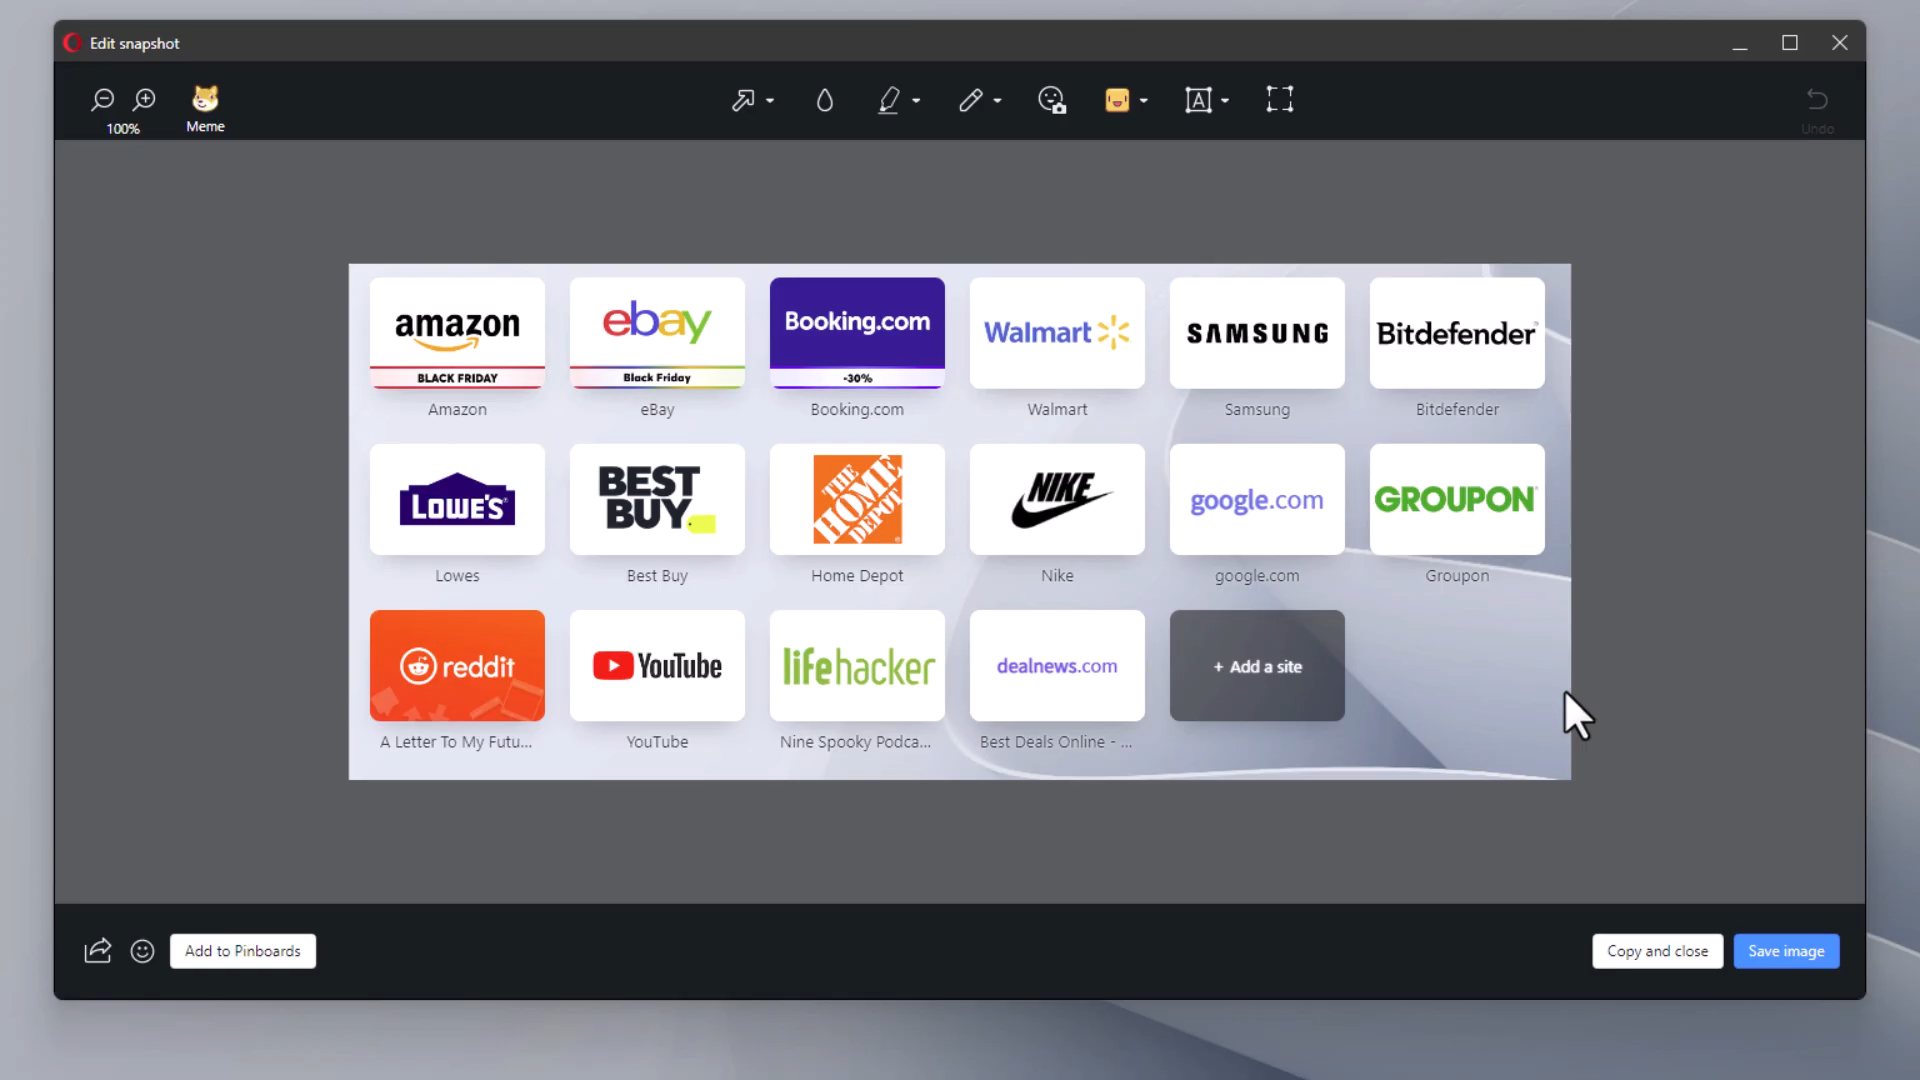 Edit snapshot
100%
Meme
A
Undo
amazon
ebay
Booking.com
Walmart
SAMSUNG
Bitdefender
BLACK FRIDAY
Black Friday
-30%
Amazon
eBay
Booking.com
Walmart
Samsung
Bitdefender
LOWE'S
BEST
BUY
THE
HOME
DEPOT
NIKE
google.com
GROUPON
Lowes
Best Buy
Home Depot
Nike
google.com
Groupon
reddit
YouTube
lifehacker
dealnews.com
+ Add a site
A Letter To My Futu...
YouTube
Nine Spooky Podca...
Best Deals Online - ...
Add to Pinboards
Copy and close
Save image